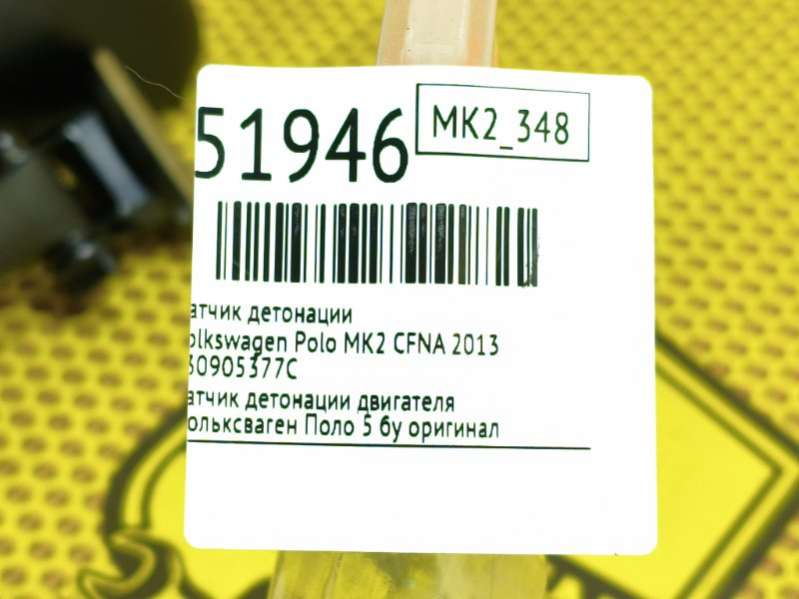 51946
MK2_348
атчик детонации
olkswagen Polo MK2 CFNA 2013
30905377C
атчик детонации двигателя
ольксваген Поло 5 бу оригинал